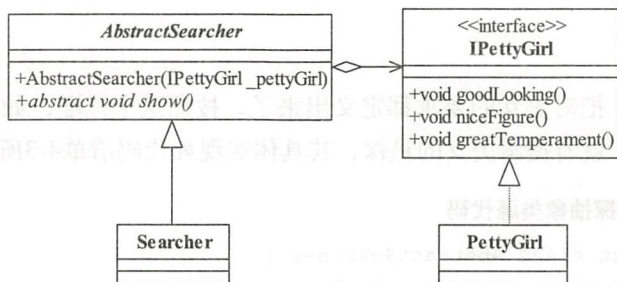 AbstractSearcher
+AbstractSearcher(IPettyGirl _pettyGirl)
+abstract void show()
<<interface>>
IPettyGirl
+void goodLooking()
+void niceFigure()
+void greatTemperament()
Searcher
PettyGirl